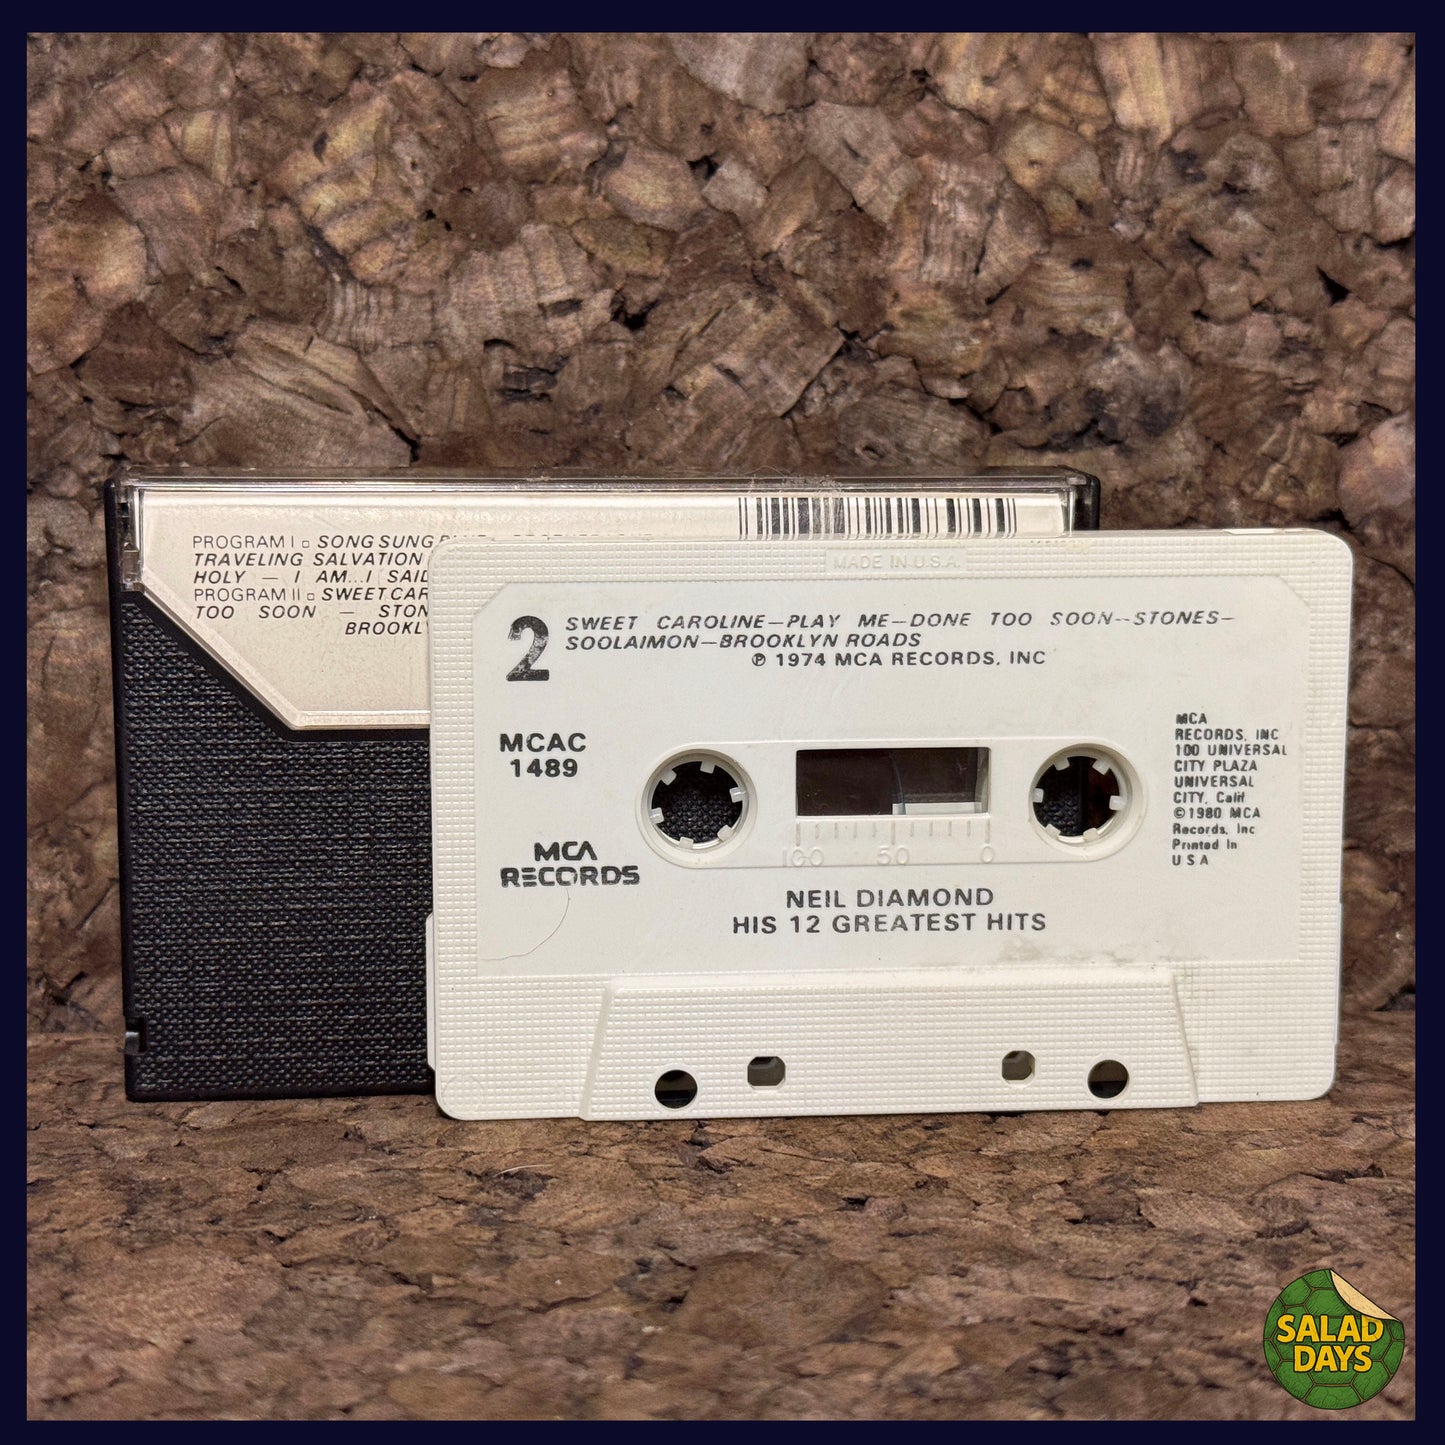 PROGRAM I □ SONG SUNG
TRAVELING SALVATION
HOLY — I AM...I SAID
PROGRAM II □ SWEET CAR
TOO SOON — STON
BROOKLY
MADE IN U.S.A.
2
SWEET CAROLINE—PLAY ME—DONE TOO SOON—STONES—
SOOLAIMON—BROOKLYN ROADS
℗ 1974 MCA RECORDS, INC
MCAC
1489
MCA
RECORDS
100 50 0
NEIL DIAMOND
HIS 12 GREATEST HITS
MCA
RECORDS, INC
100 UNIVERSAL
CITY PLAZA
UNIVERSAL
CITY, Calif
©1980 MCA
Records, Inc
Printed In
U S A
SALAD
DAYS